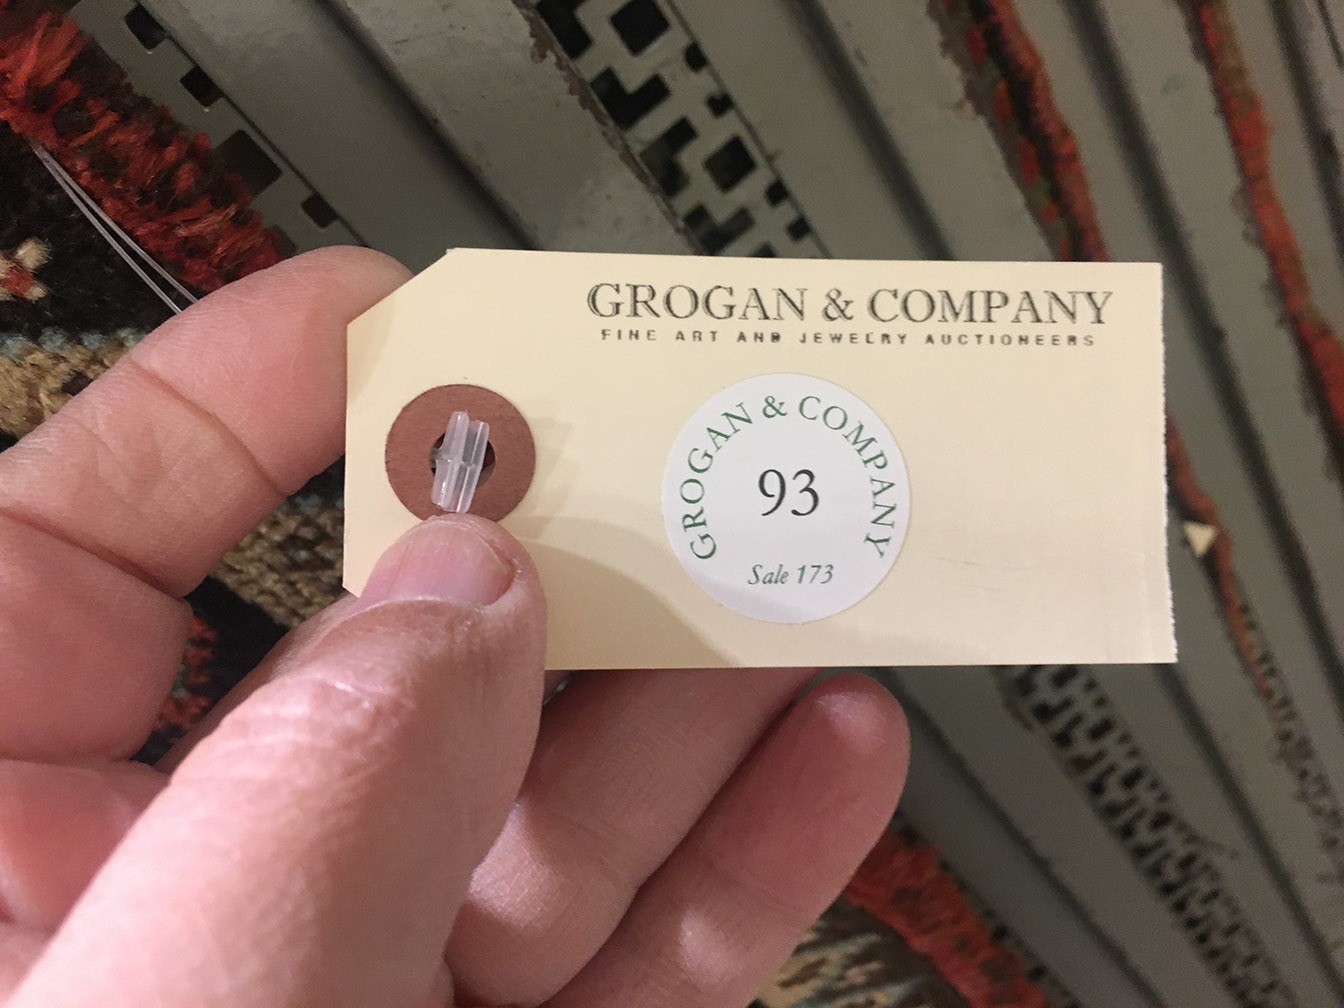 GROGAN & COMPANY
FINE ART AND JEWELRY AUCTIONEERS
GROGAN & COMPANY
93
Sale 173